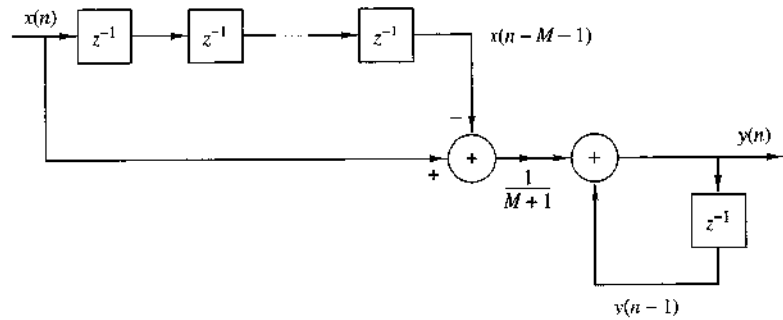 x(n)
z⁻¹
z⁻¹
...
z⁻¹
x(n – M – 1)
–
+
+
1
M + 1
+
y(n)
z⁻¹
y(n – 1)